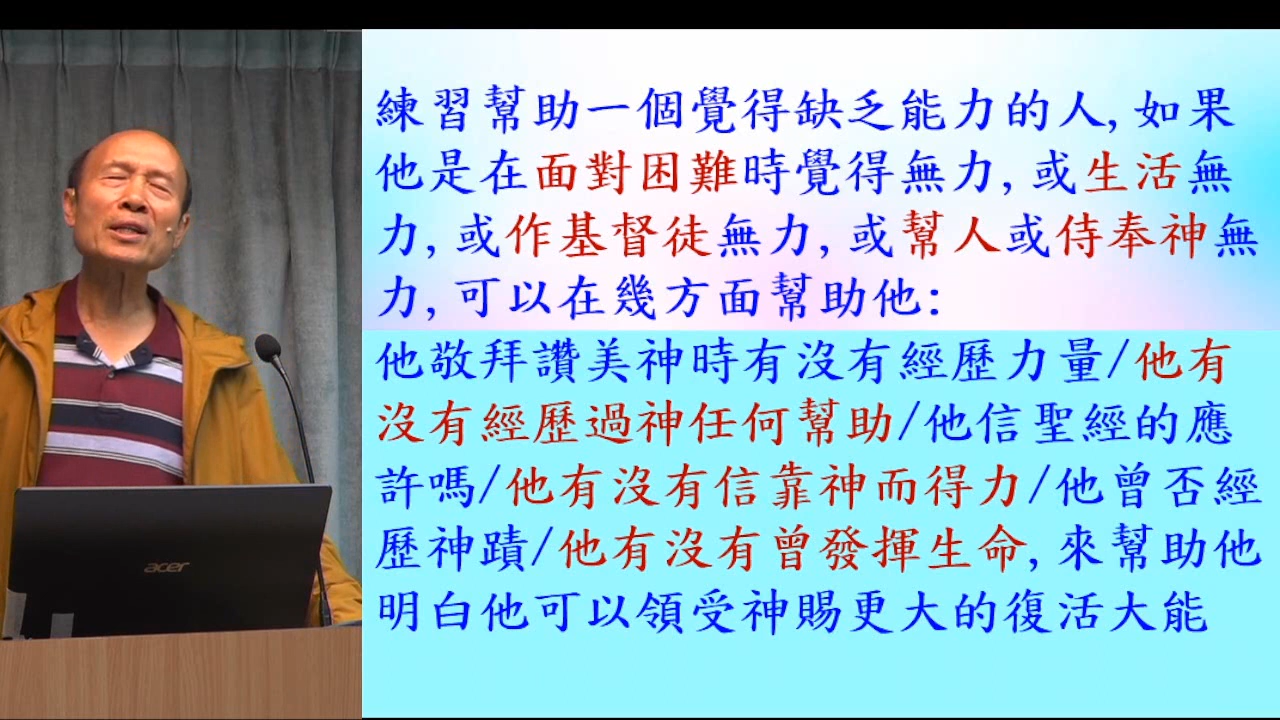 練習幫助一個覺得缺乏能力的人, 如果
他是在面對困難時覺得無力, 或生活無
力, 或作基督徒無力, 或幫人或侍奉神無
力, 可以在幾方面幫助他:
他敬拜讚美神時有沒有經歷力量/他有
沒有經歷過神任何幫助/他信聖經的應
許嗎/他有沒有信靠神而得力/他曾否經
歷神蹟/他有沒有曾發揮生命, 來幫助他
明白他可以領受神賜更大的復活大能
acer